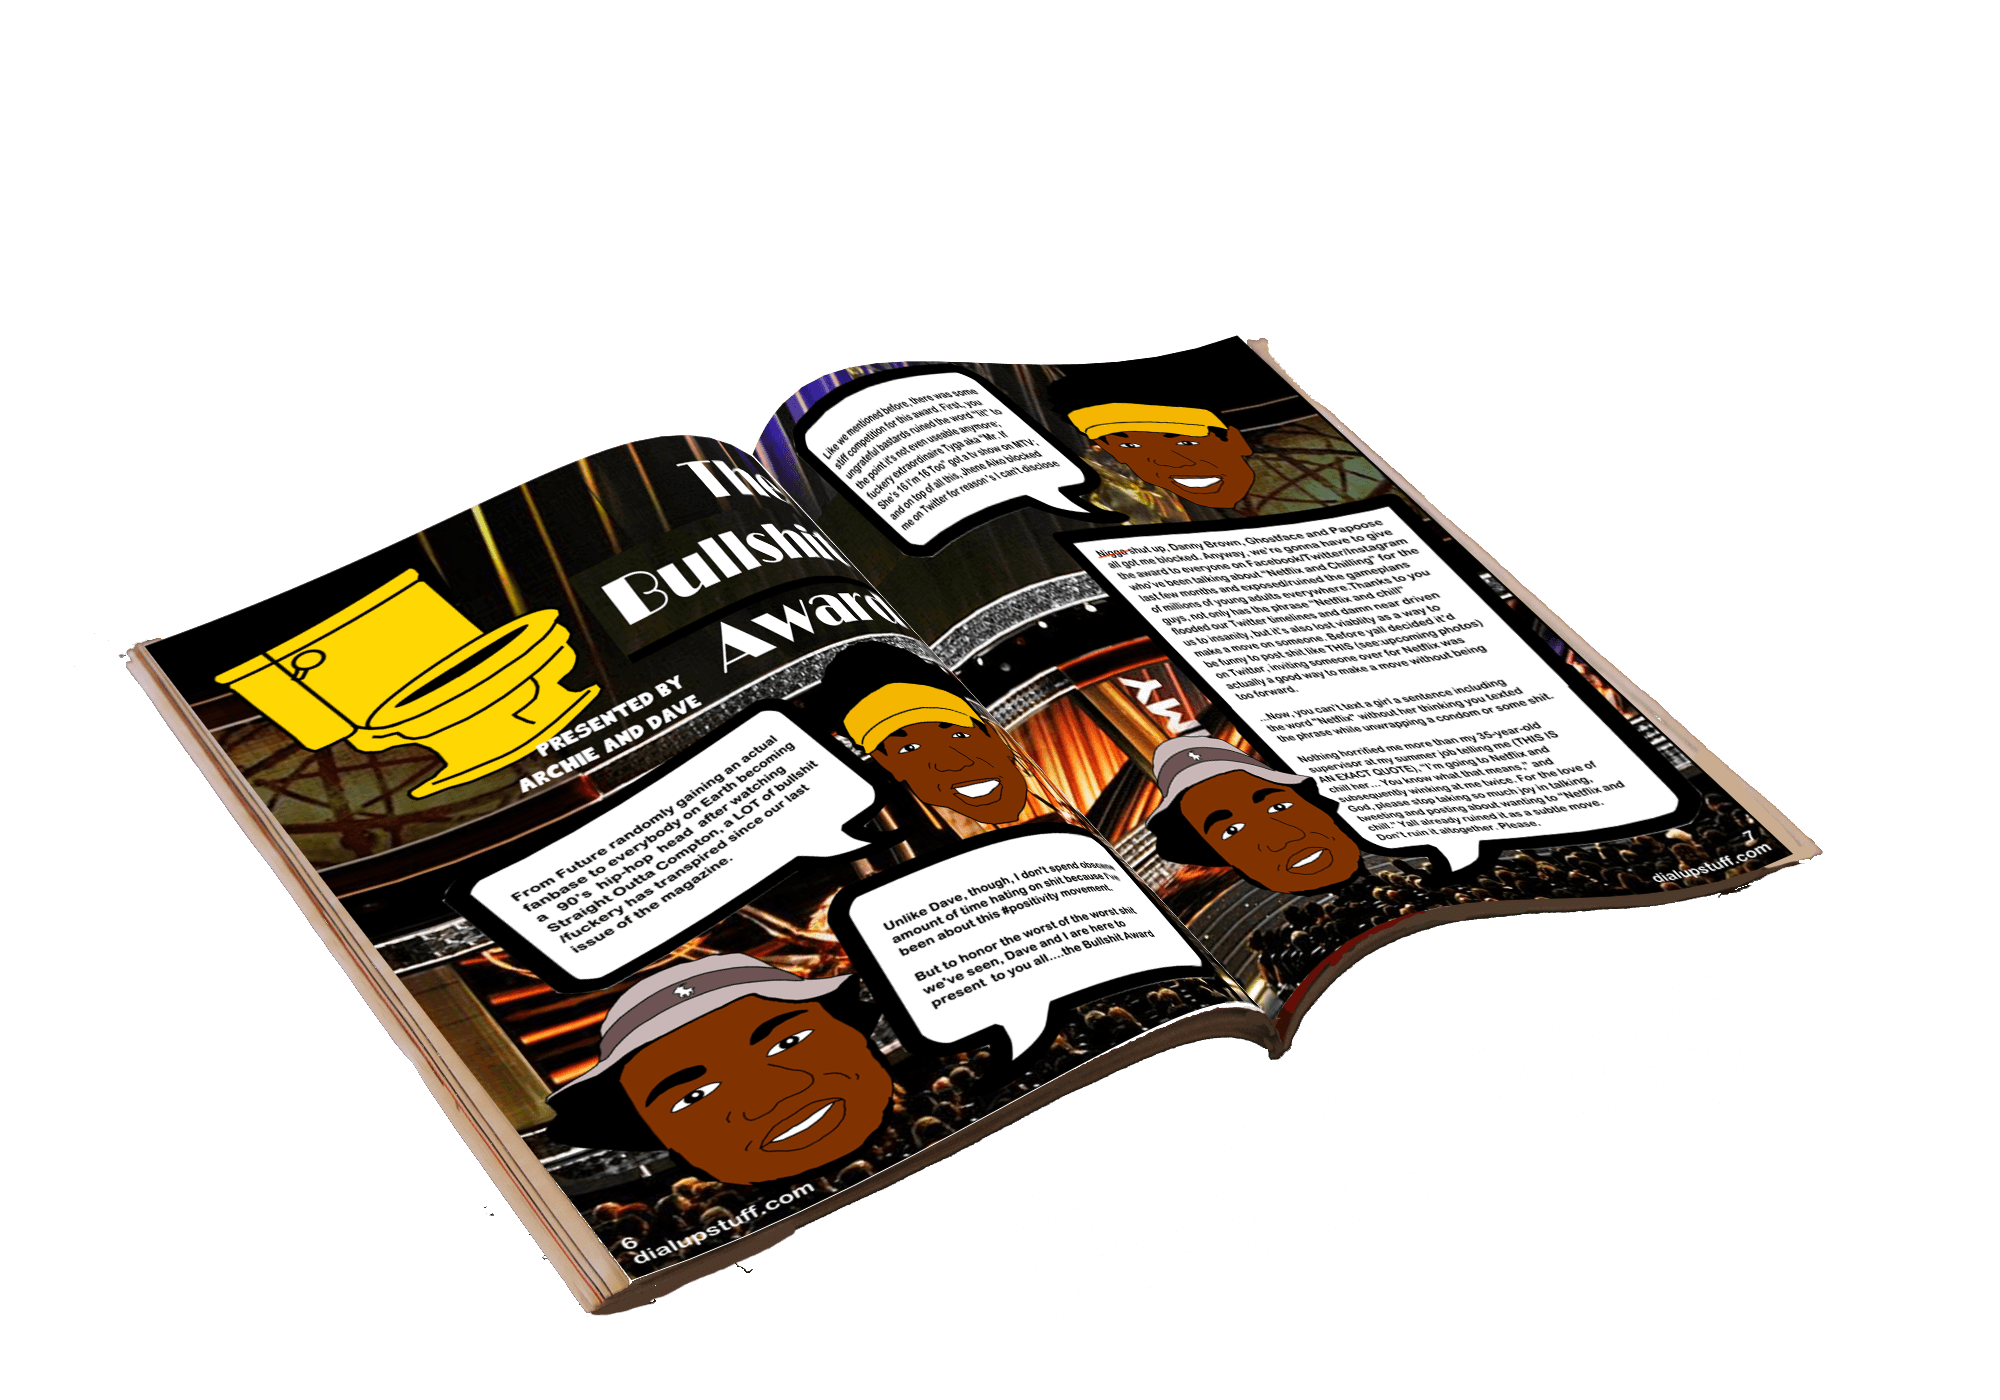 The
Bullshit
Award
PRESENTED BY
ARCHIE AND DAVE
From Future randomly gaining an actual
fanbase to everybody on Earth becoming
a 90's hip-hop head after watching
Straight Outta Compton, a LOT of bullshit
/fuckery has transpired since our last
issue of the magazine.
Unlike Dave, though, I don't spend obscene
amount of time hating on shit because I've
been about this #positivity movement.
But to honor the worst of the worst shit
we've seen, Dave and I are here to
present to you all....the Bullshit Award
6
dialupstuff.com
Like we mentioned before, there was some
stiff competition for this award. First, you
ungrateful bastards ruined the word "lit" to
the point it's not even useable anymore;
fuckery extraordinaire Tyga aka "Mr. If
She's 16 I'm 16 Too" got a tv show on MTV;
and on top of all this, Jhene Aiko blocked
me on Twitter for reason's i can't disclose
Nigga shut up, Danny Brown, Ghostface and Papoose
all got me blocked. Anyway, we're gonna have to give
the award to everyone on Facebook/Twitter/Instagram
who've been talking about "Netflix and Chilling" for the
last few months and exposed/ruined the gameplans
of millions of young adults everywhere.Thanks to you
guys, not only has the phrase "Netflix and chill"
flooded our Twitter timelines and damn near driven
us to insanity, but it's also lost viablity as a way to
make a move on someone. Before yall decided it'd
be funny to post shit like THIS (see:upcoming photos)
on Twitter, inviting someone over for Netflix was
actually a good way to make a move without being
too forward.
...Now, you can't text a girl a sentence including
the word "Netflix" without her thinking you texted
the phrase while unwrapping a condom or some shit.
Nothing horrified me more than my 35-year-old
supervisor at my summer job telling me (THIS IS
AN EXACT QUOTE), "I'm going to Netflix and
chill her... You know what that means," and
subsequently winking at me twice. For the love of
God, please stop taking so much joy in talking,
tweeting and posting about wanting to "Netflix and
chill." Yall already ruined it as a subtle move.
Don't ruin it altogether. Please.
MY
7
dialupstuff.com